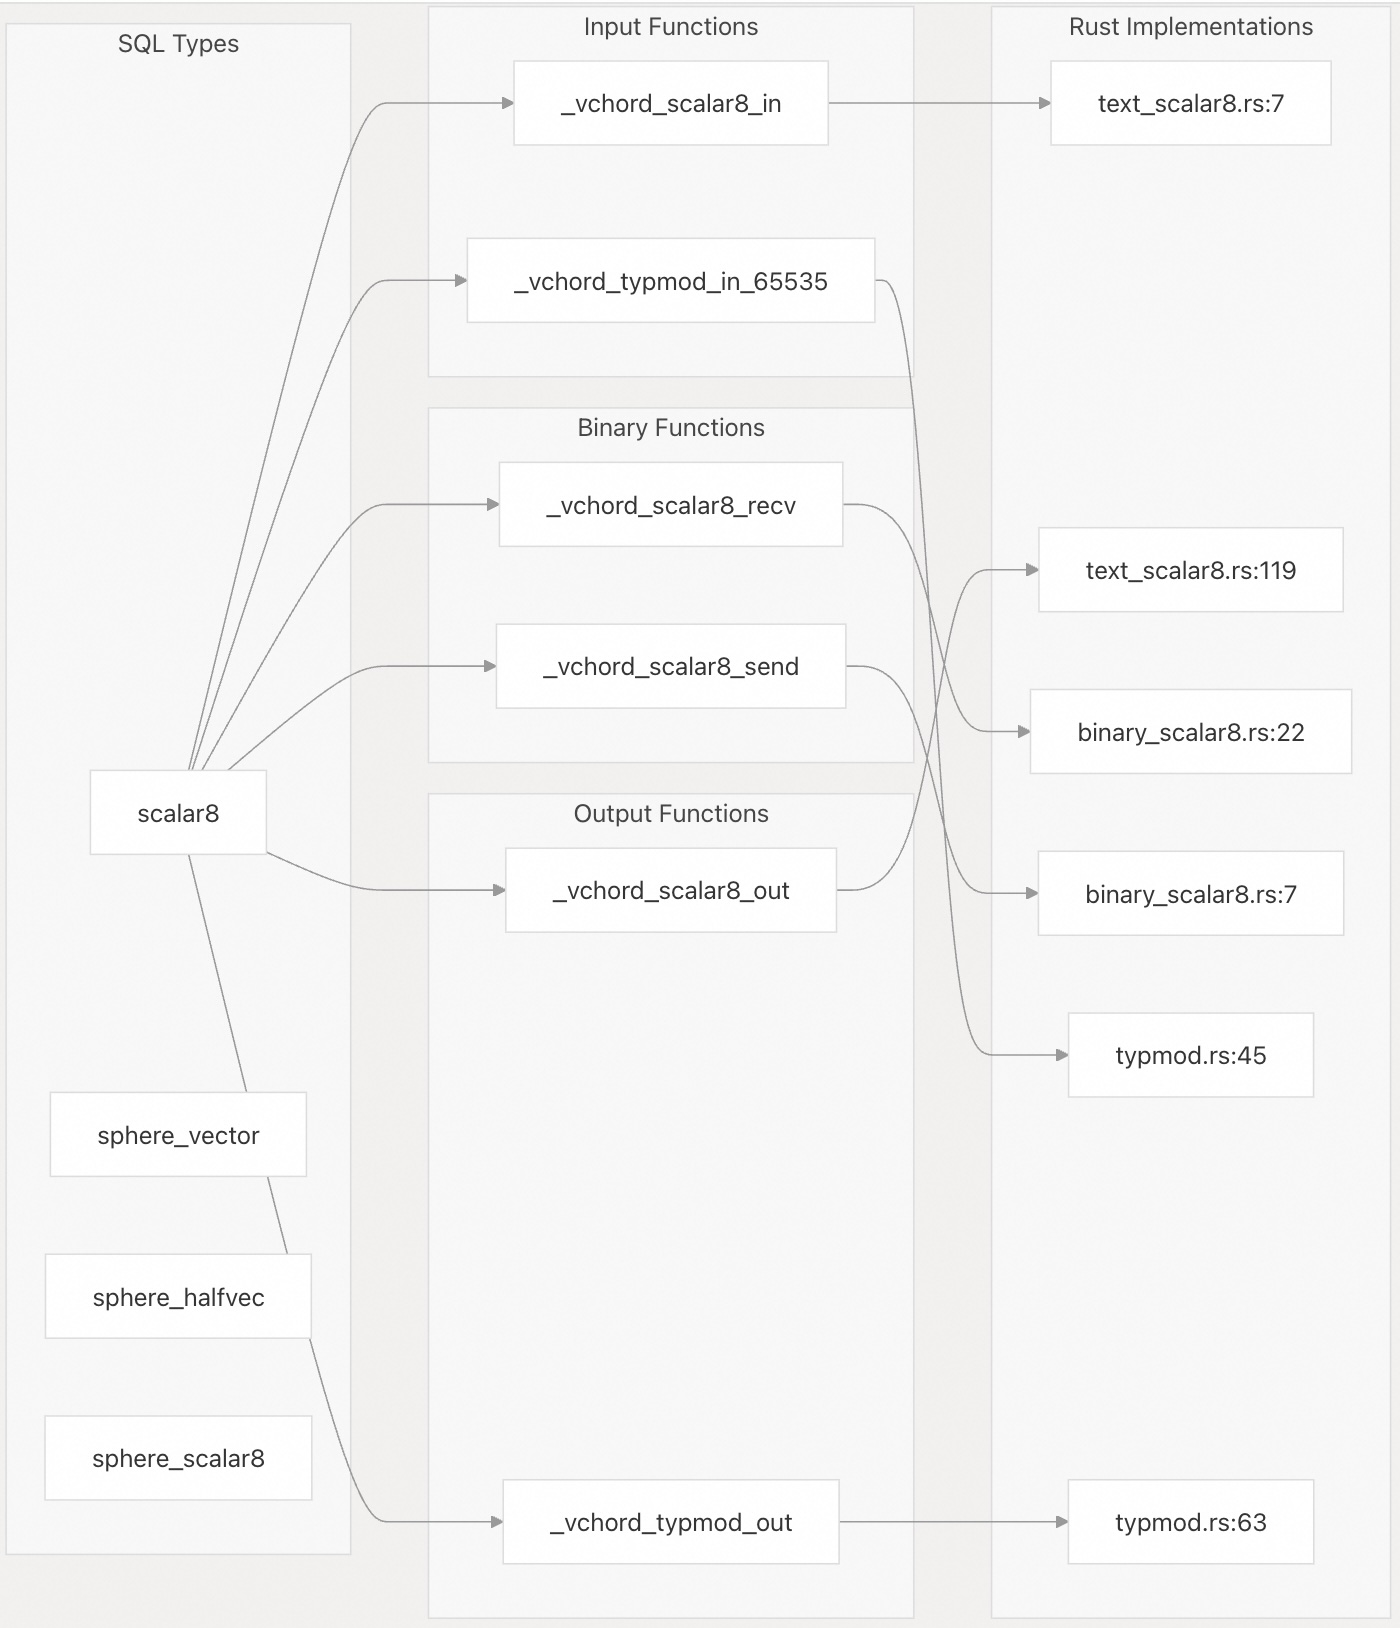 SQL Types
scalar8
sphere_vector
sphere_halfvec
sphere_scalar8
Input Functions
_vchord_scalar8_in
_vchord_typmod_in_65535
Binary Functions
_vchord_scalar8_recv
_vchord_scalar8_send
Output Functions
_vchord_scalar8_out
_vchord_typmod_out
Rust Implementations
text_scalar8.rs:7
text_scalar8.rs:119
binary_scalar8.rs:22
binary_scalar8.rs:7
typmod.rs:45
typmod.rs:63